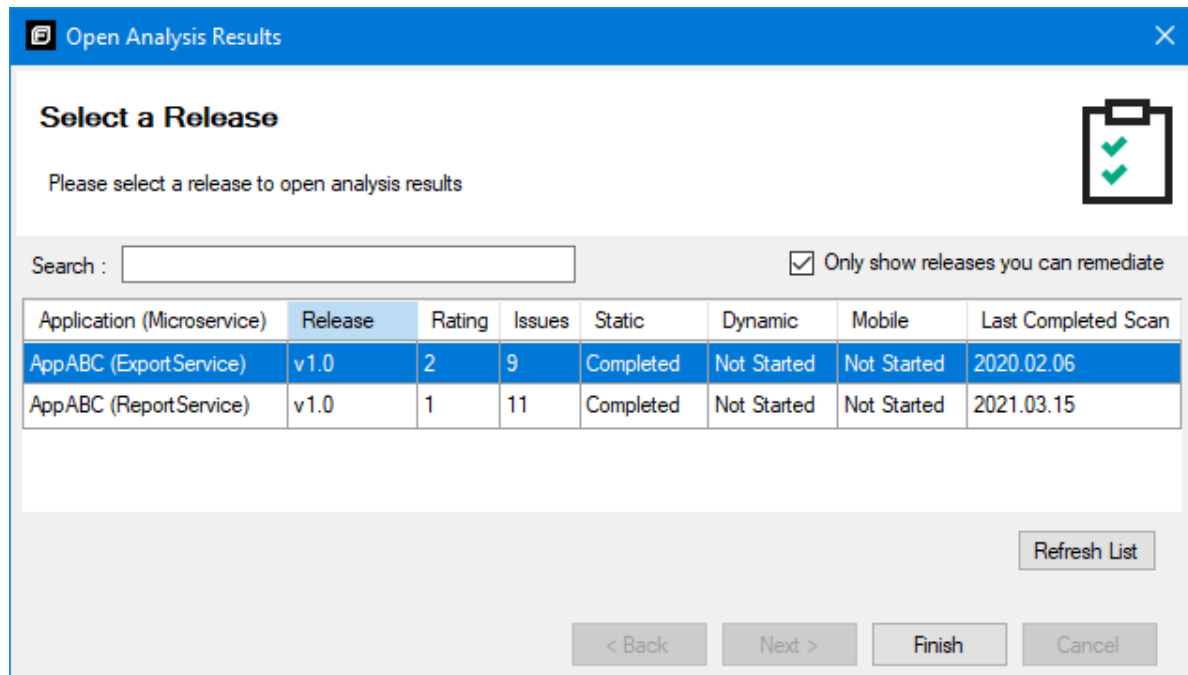 Open Analysis Results
Select a Release
Please select a release to open analysis results
Search : Only show releases you can remediate
Application (Microservice) Release Rating Issues Static Dynamic Mobile Last Completed Scan
AppABC (ExportService) v1.0 2 9 Completed Not Started Not Started 2020.02.06
AppABC (ReportService) v1.0 1 11 Completed Not Started Not Started 2021.03.15
Refresh List
< Back Next > Finish Cancel